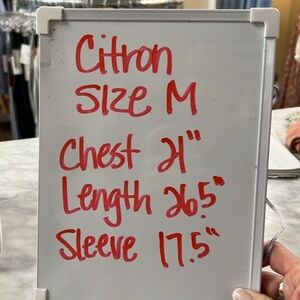 Citron
Size M
Chest 21"
Length 26.5"
Sleeve 17.5"